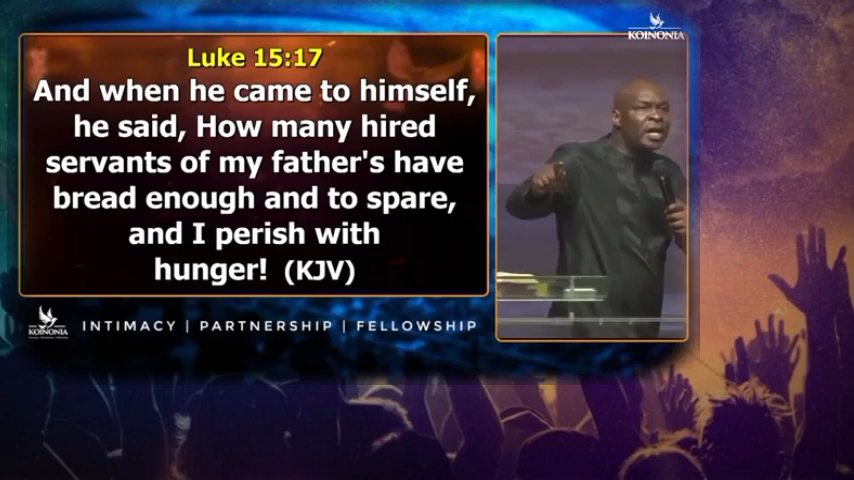 Luke 15:17
And when he came to himself,
he said, How many hired
servants of my father's have
bread enough and to spare,
and I perish with
hunger! (KJV)
KOINONIA
KOINONIA
INTIMACY | PARTNERSHIP | FELLOWSHIP